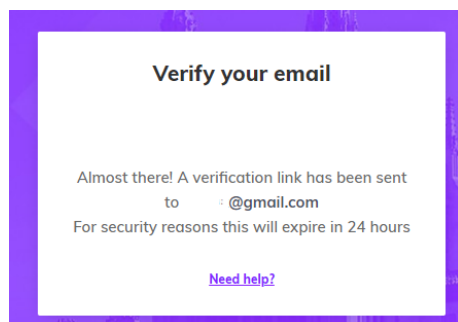 Verify your email
Almost there! A verification link has been sent
to @gmail.com
For security reasons this will expire in 24 hours
Need help?